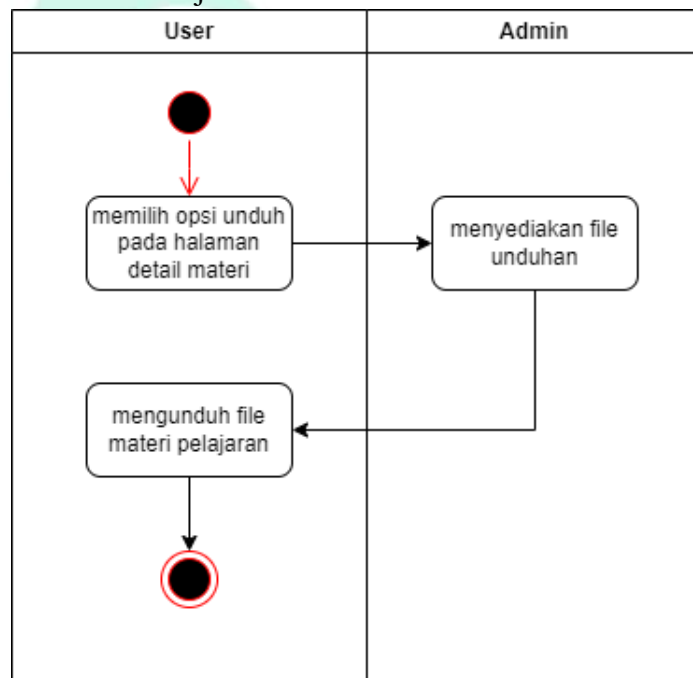 User
Admin
memilih opsi unduh
pada halaman
detail materi
menyediakan file
unduhan
mengunduh file
materi pelajaran